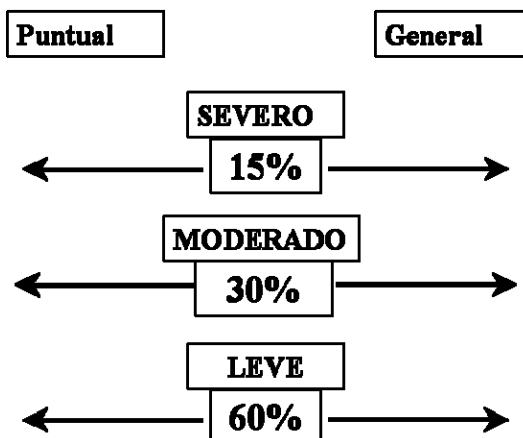 Puntual
General
SEVERO
15%
MODERADO
30%
LEVE
60%